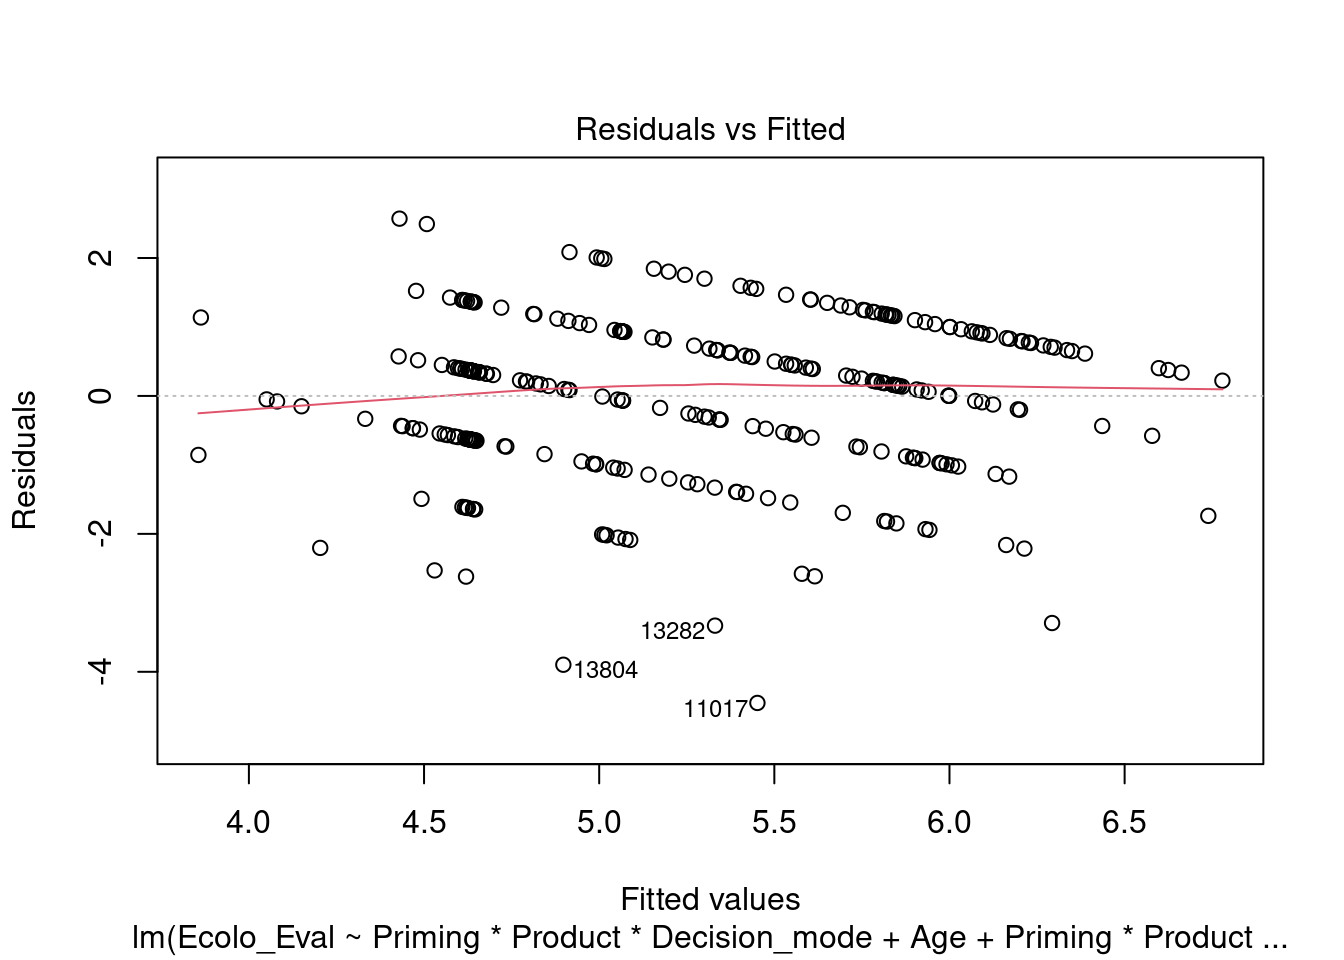 Residuals vs Fitted
Residuals
2
0
-2
-4
13282
13804
11017
4.0 4.5 5.0 5.5 6.0 6.5
Fitted values
lm(Ecolo_Eval ~ Priming * Product * Decision_mode + Age + Priming * Product ...